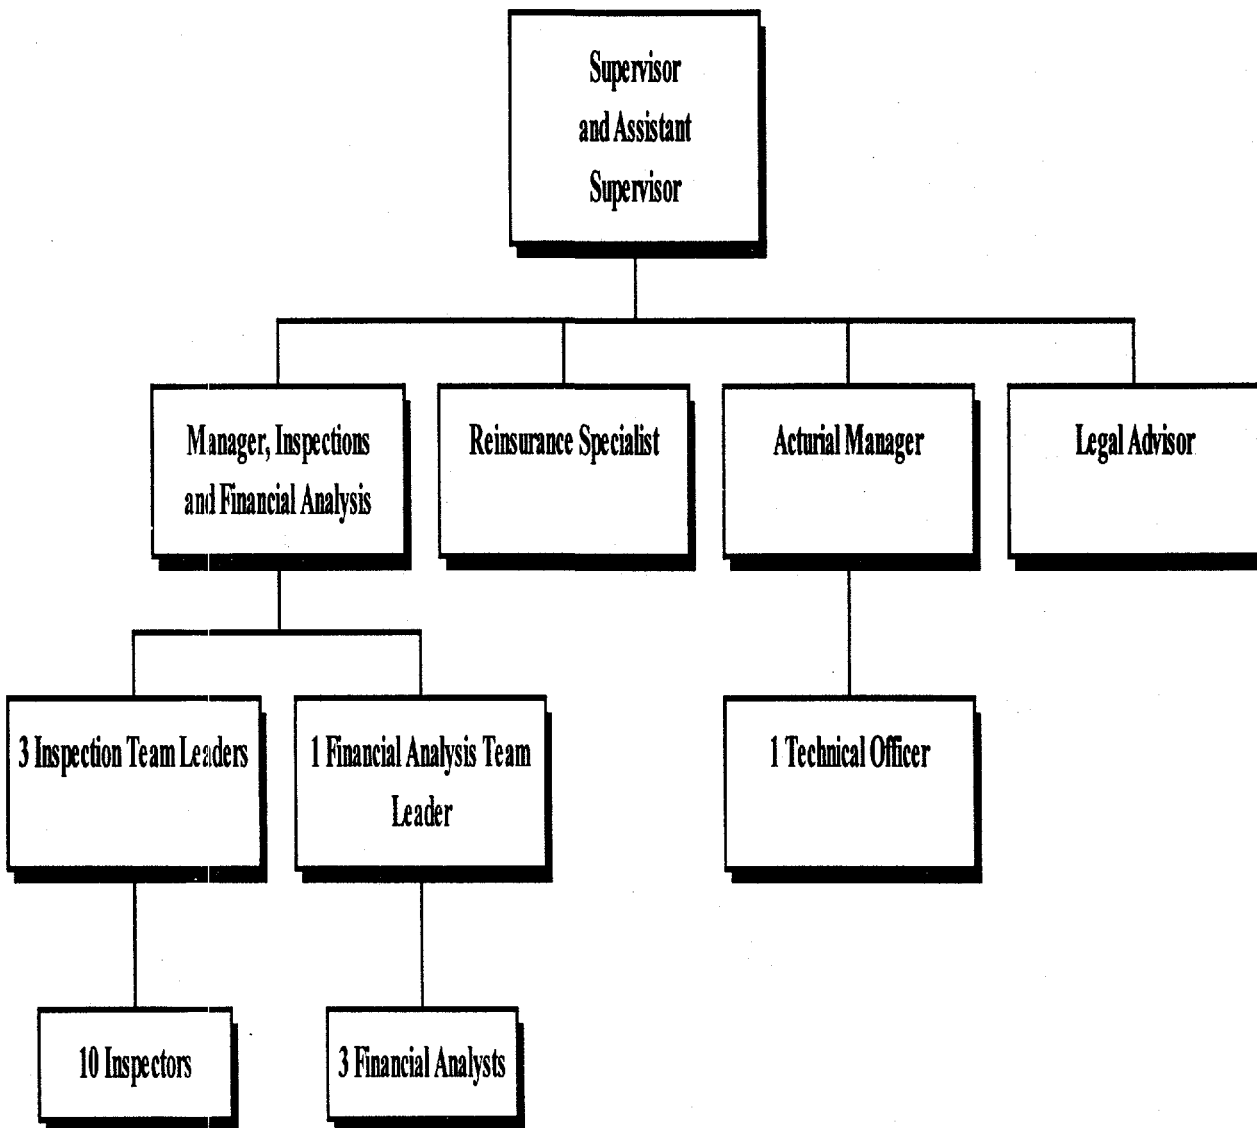 Supervisor
and Assistant
Supervisor
Manager, Inspections
and Financial Analysis
Reinsurance Specialist
Acturial Manager
Legal Advisor
3 Inspection Team Leaders
1 Financial Analysis Team
Leader
1 Technical Officer
10 Inspectors
3 Financial Analysts